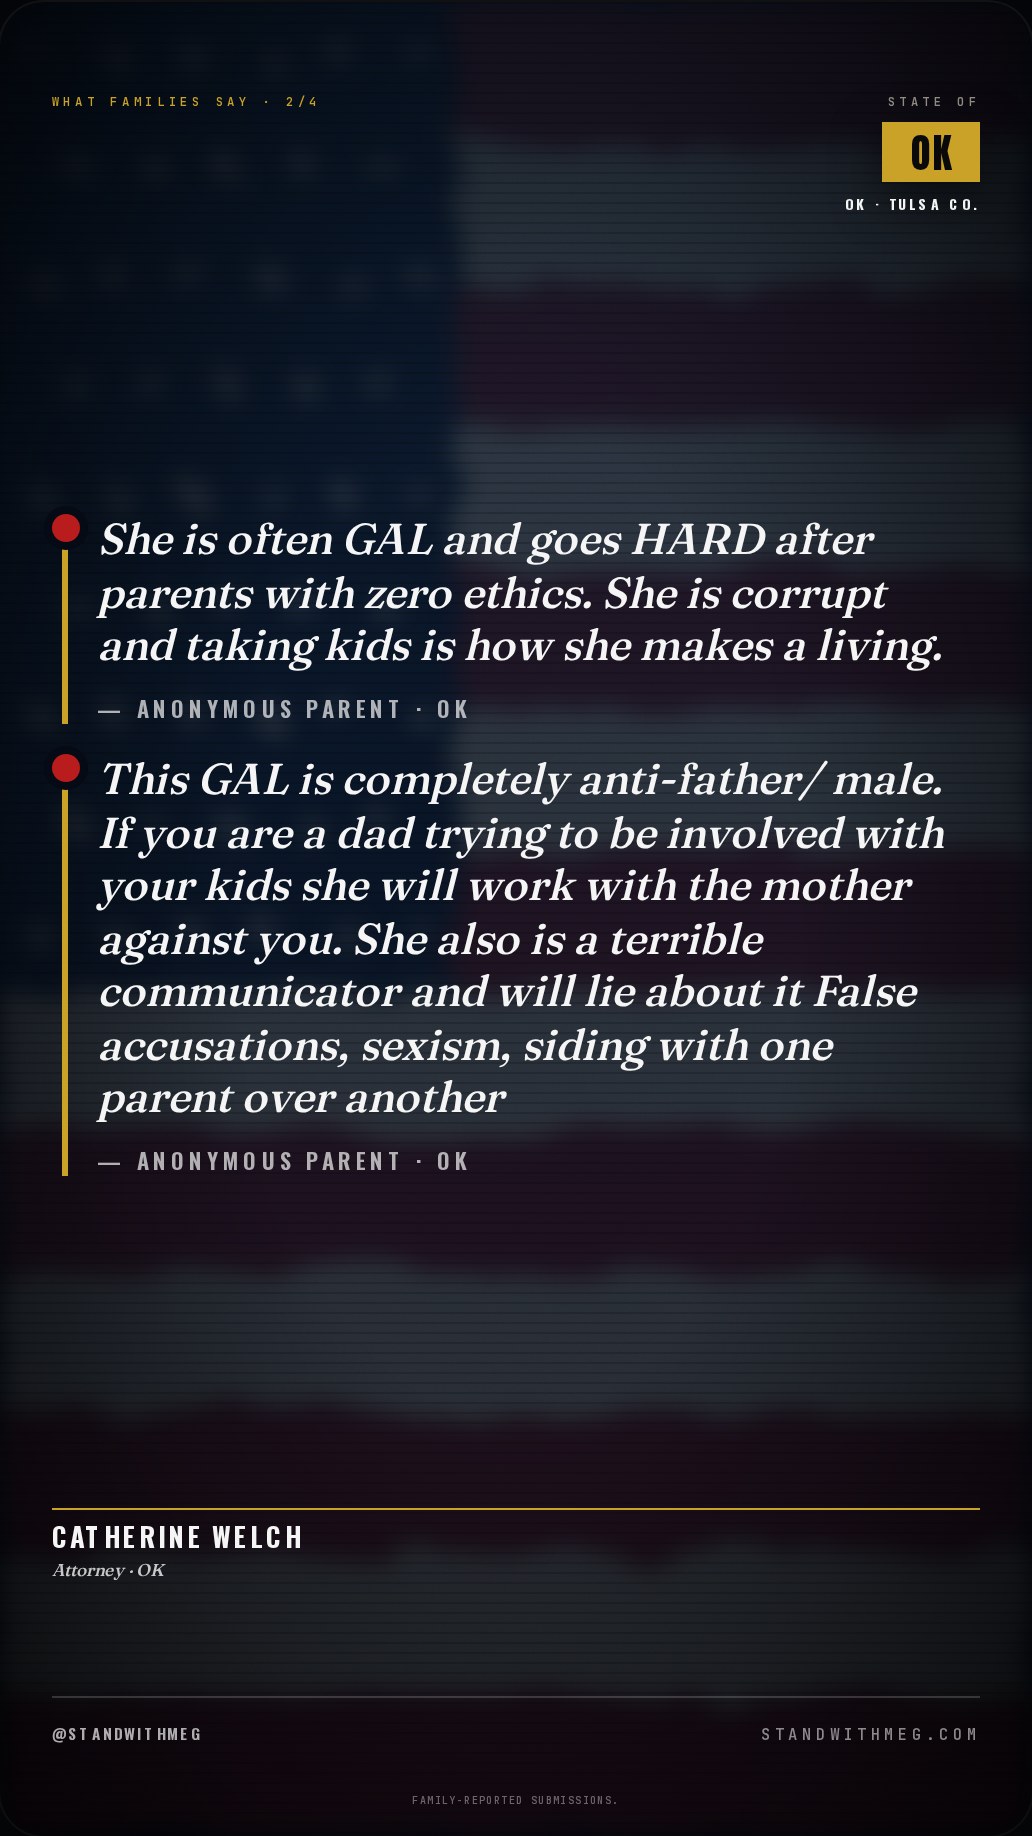 WHAT FAMILIES SAY · 2/4
STATE OF
OK
OK · TULSA CO.
She is often GAL and goes HARD after
parents with zero ethics. She is corrupt
and taking kids is how she makes a living.
— ANONYMOUS PARENT · OK
This GAL is completely anti-father/ male.
If you are a dad trying to be involved with
your kids she will work with the mother
against you. She also is a terrible
communicator and will lie about it False
accusations, sexism, siding with one
parent over another
— ANONYMOUS PARENT · OK
CATHERINE WELCH
Attorney · OK
@STANDWITHMEG
STANDWITHMEG.COM
FAMILY-REPORTED SUBMISSIONS.